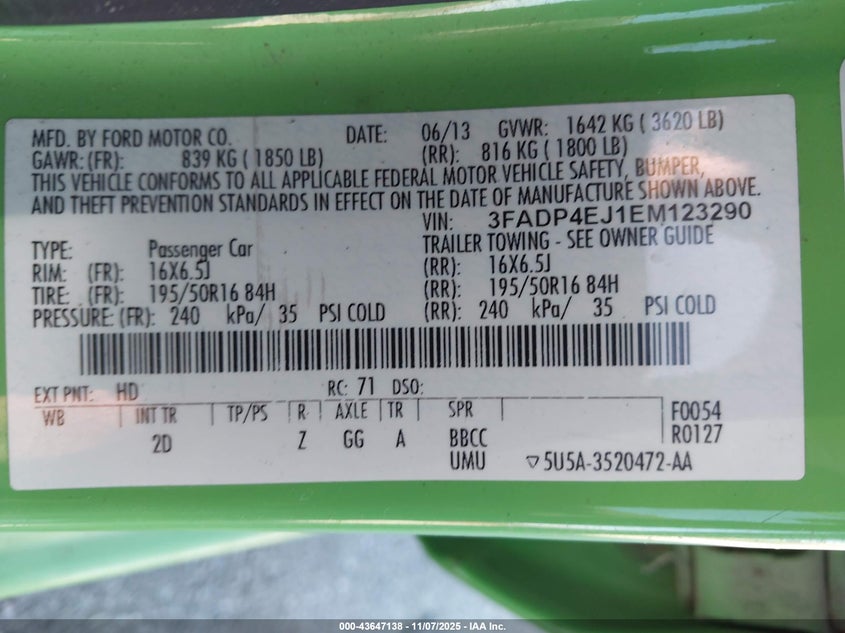 MFD. BY FORD MOTOR CO. DATE: 06/13 GVWR: 1642 KG ( 3620 LB)
GAWR: (FR): 839 KG ( 1850 LB) (RR): 816 KG ( 1800 LB)
THIS VEHICLE CONFORMS TO ALL APPLICABLE FEDERAL MOTOR VEHICLE SAFETY, BUMPER,
AND THEFT PREVENTION STANDARDS IN EFFECT ON THE DATE OF MANUFACTURE SHOWN ABOVE.
VIN: 3FADP4EJ1EM123290
TYPE: Passenger Car TRAILER TOWING - SEE OWNER GUIDE
RIM: (FR): 16X6.5J (RR): 16X6.5J
TIRE: (FR): 195/50R16 84H (RR): 195/50R16 84H
PRESSURE: (FR): 240 kPa/ 35 PSI COLD (RR): 240 kPa/ 35 PSI COLD
EXT PNT: HD RC: 71 DSO:
WB INT TR TP/PS R AXLE TR SPR F0054
2D Z GG A BBCC R0127
UMU ▽5U5A-3520472-AA
000-43647138 - 11/07/2025 - IAA Inc.